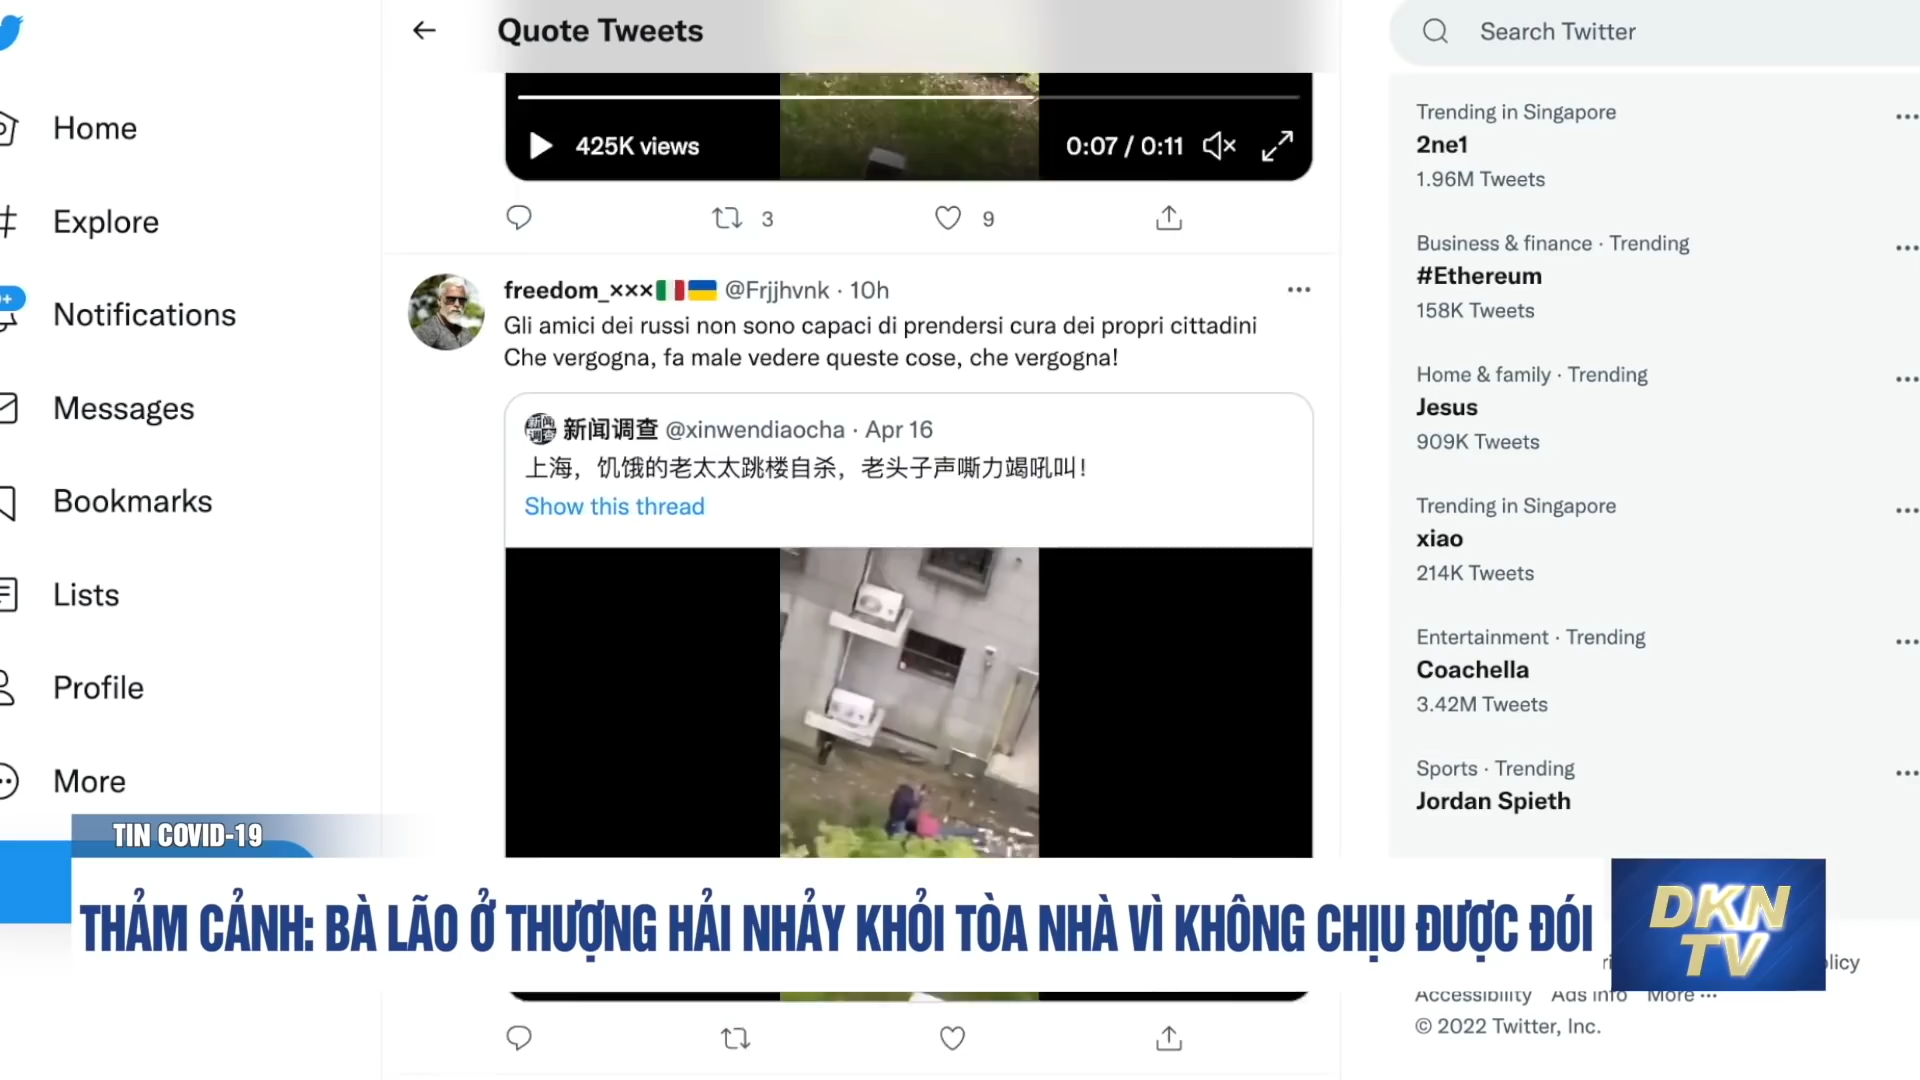 Quote Tweets
Search Twitter
Home
Explore
Notifications
Messages
Bookmarks
Lists
Profile
More
425K views
0:07 / 0:11
3
9
freedom_×××🇮🇹🇺🇦 @Frjjhvnk · 10h
Gli amici dei russi non sono capaci di prendersi cura dei propri cittadini
Che vergogna, fa male vedere queste cose, che vergogna!
新闻调查 @xinwendiaocha · Apr 16
上海，饥饿的老太太跳楼自杀，老头子声嘶力竭吼叫！
Show this thread
Trending in Singapore
2ne1
1.96M Tweets
Business & finance · Trending
#Ethereum
158K Tweets
Home & family · Trending
Jesus
909K Tweets
Trending in Singapore
xiao
214K Tweets
Entertainment · Trending
Coachella
3.42M Tweets
Sports · Trending
Jordan Spieth
TIN COVID-19
THẢM CẢNH: BÀ LÃO Ở THƯỢNG HẢI NHẢY KHỎI TÒA NHÀ VÌ KHÔNG CHỊU ĐƯỢC ĐÓI
DKN
TV
Accessibility Ads info More ···
© 2022 Twitter, Inc.